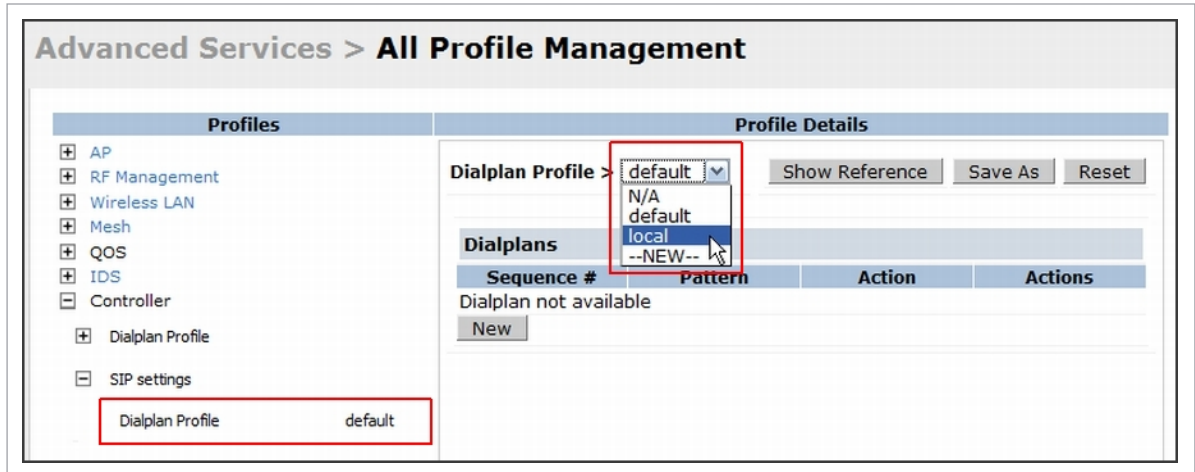 Advanced Services > All Profile Management
Profiles
AP
RF Management
Wireless LAN
Mesh
QOS
IDS
Controller
Dialplan Profile
SIP settings
Dialplan Profile default
Profile Details
Dialplan Profile > default Show Reference Save As Reset
N/A
default
local
--NEW--
Dialplans
Sequence # Pattern Action Actions
Dialplan not available
New